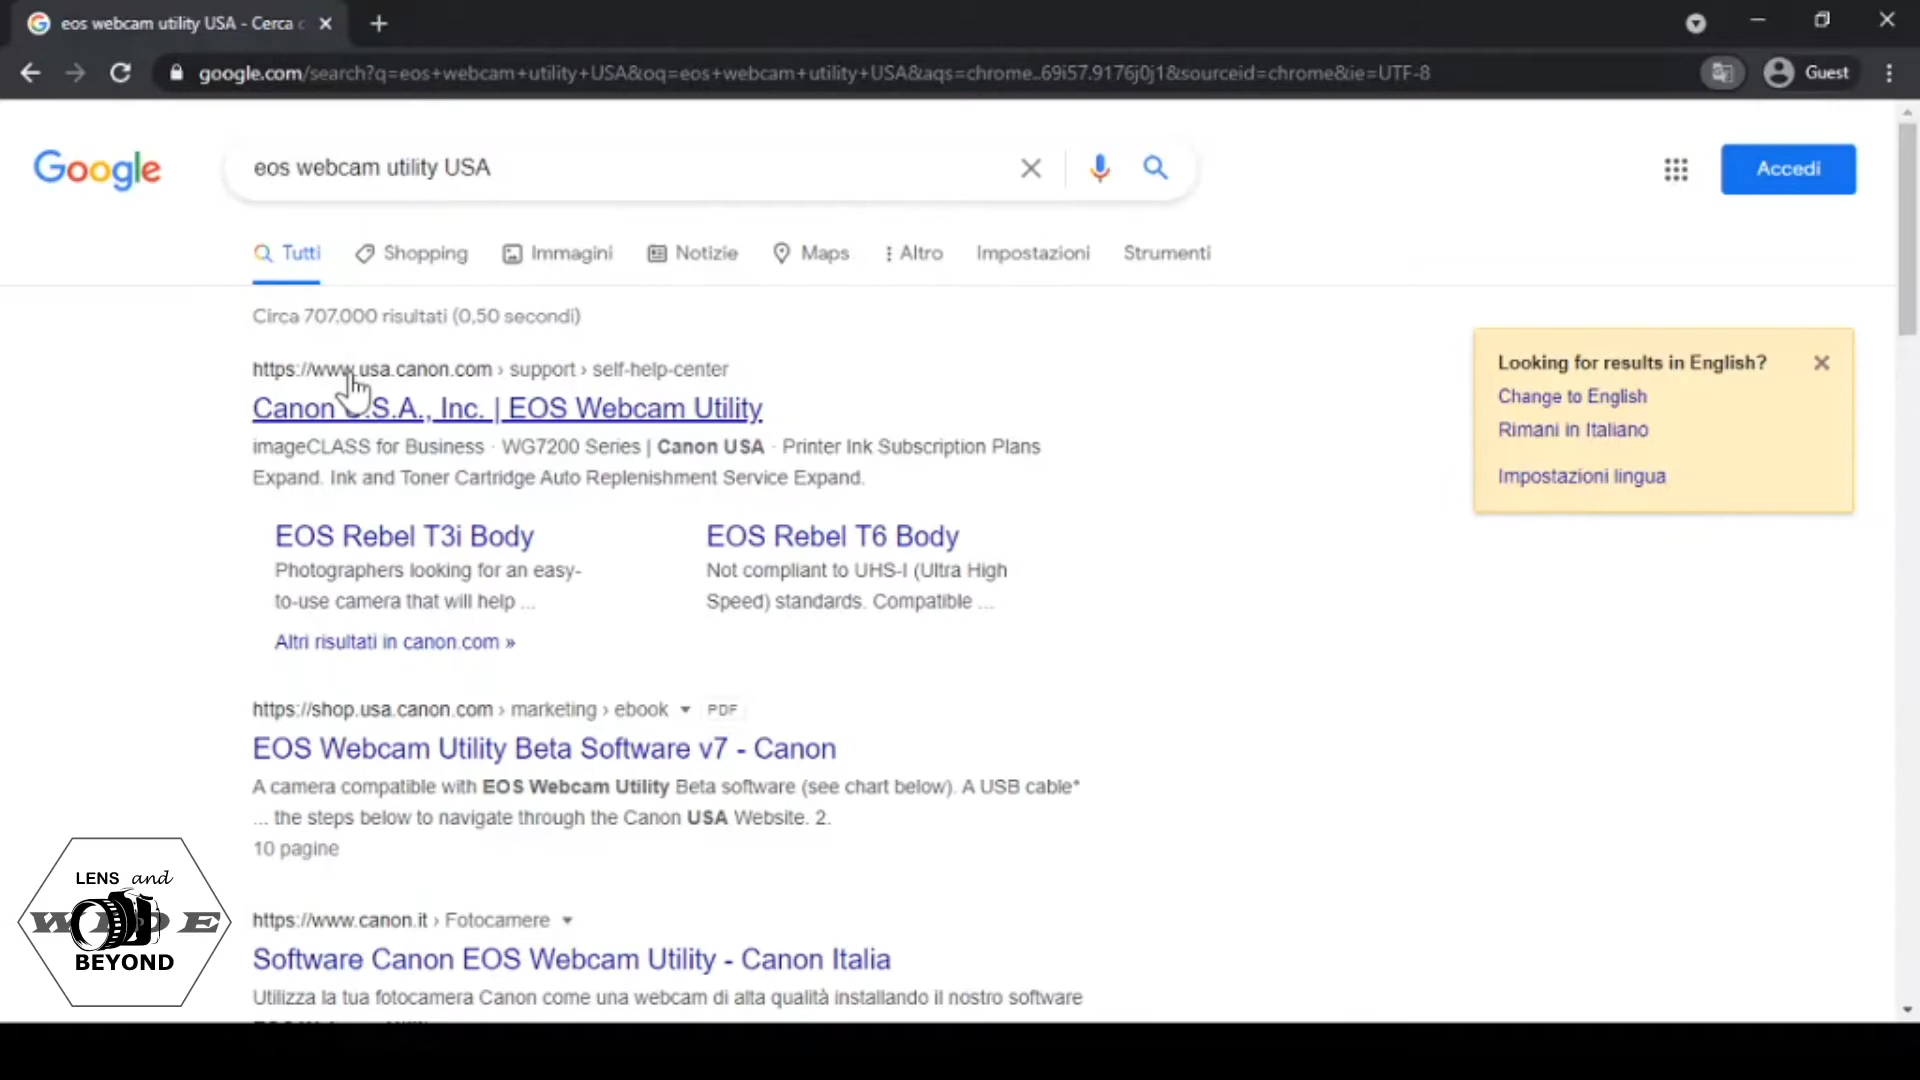 eos webcam utility USA - Cerca c
google.com/search?q=eos+webcam+utility+USA&oq=eos+webcam+utility+USA&aqs=chrome..69i57.9176j0j1&sourceid=chrome&ie=UTF-8
Guest
Google
eos webcam utility USA
Accedi
Tutti
Shopping
Immagini
Notizie
Maps
Altro
Impostazioni
Strumenti
Circa 707.000 risultati (0,50 secondi)
https://www.usa.canon.com › support › self-help-center
Canon U.S.A., Inc. | EOS Webcam Utility
imageCLASS for Business · WG7200 Series | Canon USA · Printer Ink Subscription Plans
Expand. Ink and Toner Cartridge Auto Replenishment Service Expand.
EOS Rebel T3i Body
Photographers looking for an easy-
to-use camera that will help ...
EOS Rebel T6 Body
Not compliant to UHS-I (Ultra High
Speed) standards. Compatible ...
Altri risultati in canon.com »
https://shop.usa.canon.com › marketing › ebook
PDF
EOS Webcam Utility Beta Software v7 - Canon
A camera compatible with EOS Webcam Utility Beta software (see chart below). A USB cable*
... the steps below to navigate through the Canon USA Website. 2.
10 pagine
https://www.canon.it › Fotocamere
Software Canon EOS Webcam Utility - Canon Italia
Utilizza la tua fotocamera Canon come una webcam di alta qualità installando il nostro software
Looking for results in English?
Change to English
Rimani in Italiano
Impostazioni lingua
LENS and
WIDE
BEYOND